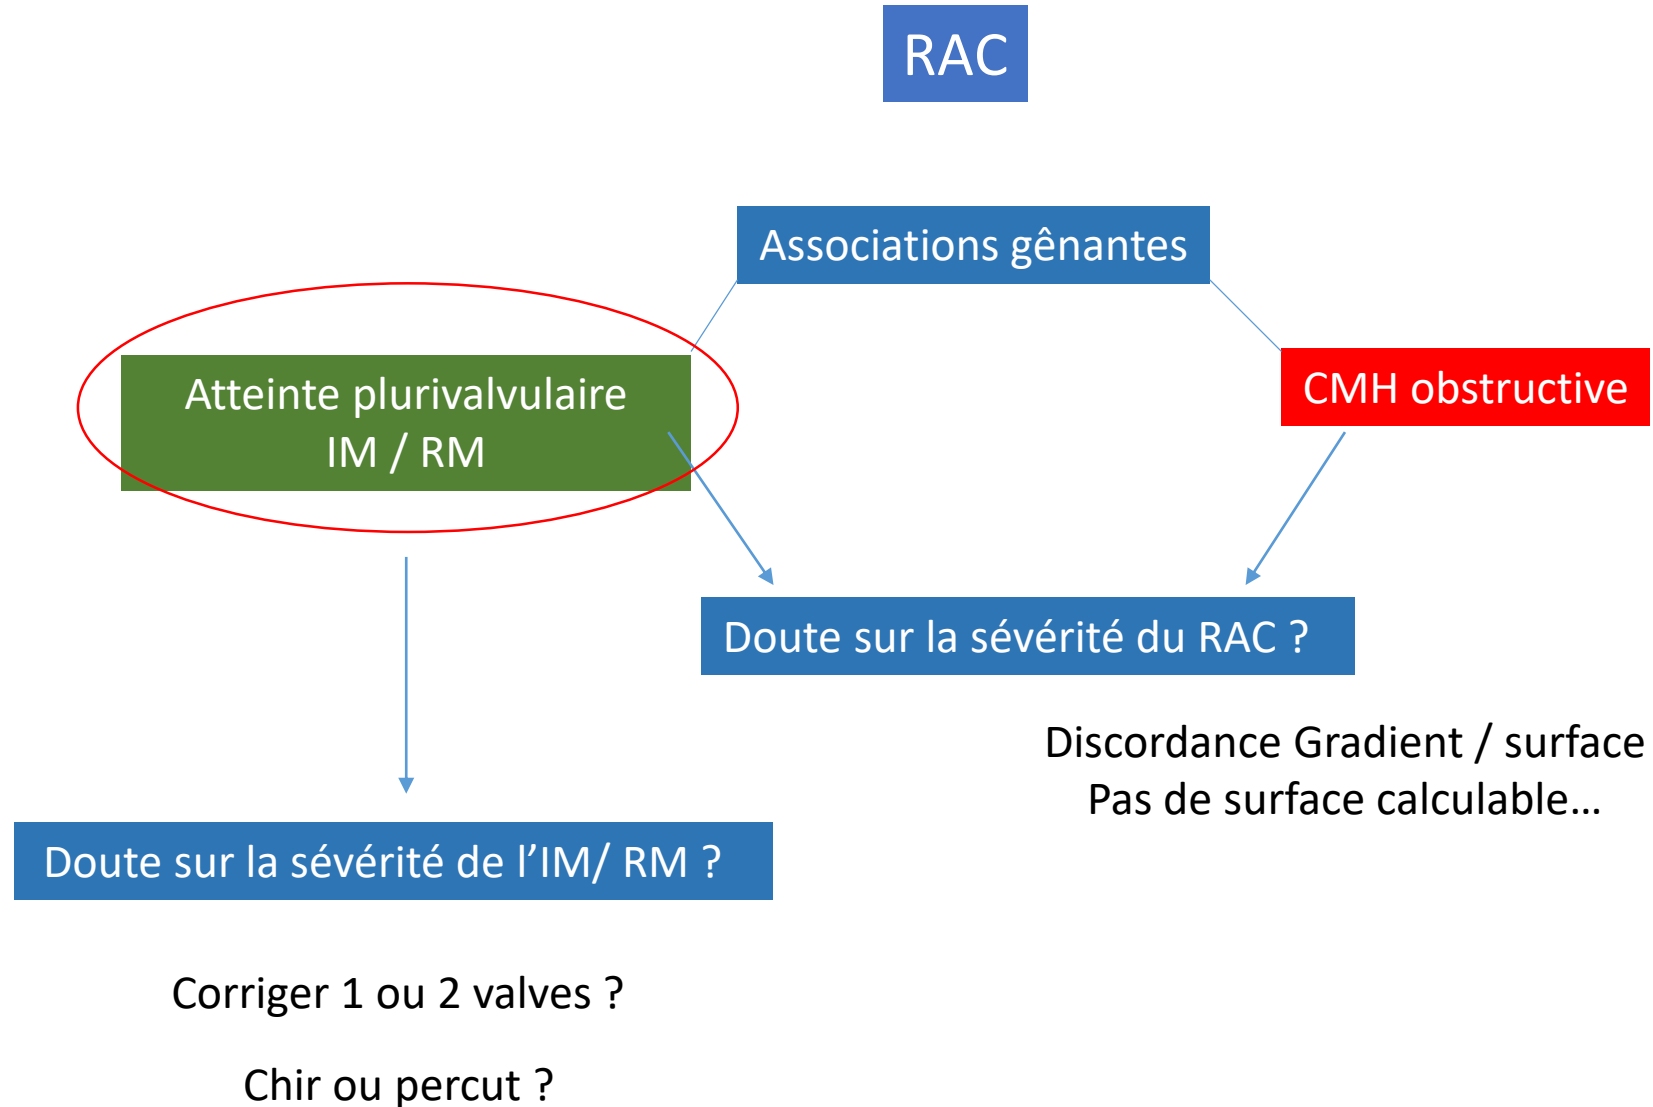 RAC
Associations gênantes
Atteinte plurivalvulaire
IM / RM
CMH obstructive
Doute sur la sévérité du RAC ?
Discordance Gradient / surface
Pas de surface calculable…
Doute sur la sévérité de l’IM/ RM ?
Corriger 1 ou 2 valves ?
Chir ou percut ?